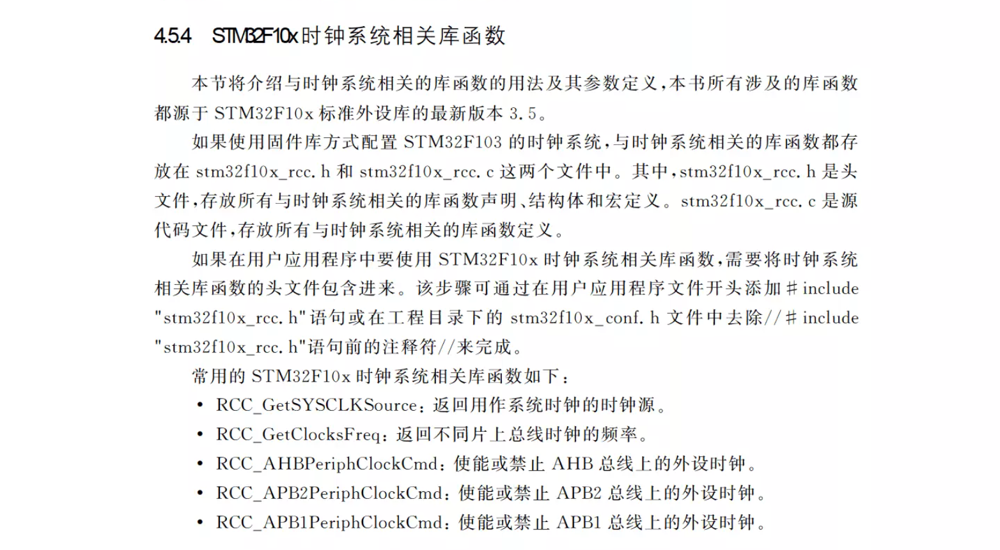 4.5.4 STM32F10x时钟系统相关库函数
本节将介绍与时钟系统相关的库函数的用法及其参数定义,本书所有涉及的库函数
都源于 STM32F10x 标准外设库的最新版本 3.5。
如果使用固件库方式配置 STM32F103 的时钟系统,与时钟系统相关的库函数都存
放在 stm32f10x_rcc.h 和 stm32f10x_rcc.c 这两个文件中。其中,stm32f10x_rcc.h 是头
文件,存放所有与时钟系统相关的库函数声明、结构体和宏定义。stm32f10x_rcc.c 是源
代码文件,存放所有与时钟系统相关的库函数定义。
如果在用户应用程序中要使用 STM32F10x 时钟系统相关库函数,需要将时钟系统
相关库函数的头文件包含进来。该步骤可通过在用户应用程序文件开头添加♯include
"stm32f10x_rcc.h"语句或在工程目录下的 stm32f10x_conf.h 文件中去除//♯include
"stm32f10x_rcc.h"语句前的注释符//来完成。
常用的 STM32F10x 时钟系统相关库函数如下:
• RCC_GetSYSCLKSource: 返回用作系统时钟的时钟源。
• RCC_GetClocksFreq: 返回不同片上总线时钟的频率。
• RCC_AHBPeriphClockCmd: 使能或禁止 AHB 总线上的外设时钟。
• RCC_APB2PeriphClockCmd: 使能或禁止 APB2 总线上的外设时钟。
• RCC_APB1PeriphClockCmd: 使能或禁止 APB1 总线上的外设时钟。